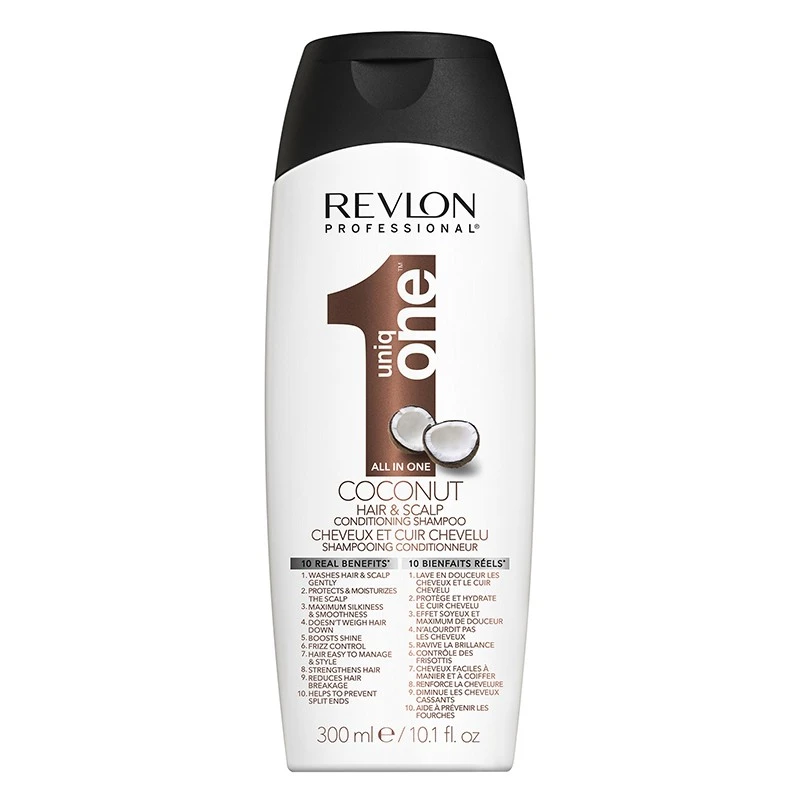 REVLON
PROFESSIONAL®
1
uniq
one™
ALL IN ONE
COCONUT
HAIR & SCALP
CONDITIONING SHAMPOO
CHEVEUX ET CUIR CHEVELU
SHAMPOOING CONDITIONNEUR
10 REAL BENEFITS*
1. WASHES HAIR & SCALP
GENTLY
2. PROTECTS & MOISTURIZES
THE SCALP
3. MAXIMUM SILKINESS
& SMOOTHNESS
4. DOESN'T WEIGH HAIR
DOWN
5. BOOSTS SHINE
6. FRIZZ CONTROL
7. HAIR EASY TO MANAGE
& STYLE
8. STRENGTHENS HAIR
9. REDUCES HAIR
BREAKAGE
10. HELPS TO PREVENT
SPLIT ENDS
10 BIENFAITS RÉELS*
1. LAVE EN DOUCEUR LES
CHEVEUX ET LE CUIR
CHEVELU
2. PROTÈGE ET HYDRATE
LE CUIR CHEVELU
3. EFFET SOYEUX ET
MAXIMUM DE DOUCEUR
4. N'ALOURDIT PAS
LES CHEVEUX
5. RAVIVE LA BRILLANCE
6. CONTRÔLE DES
FRISOTTIS
7. CHEVEUX FACILES À
MANIER ET À COIFFER
8. RENFORCE LA CHEVELURE
9. DIMINUE LES CHEVEUX
CASSANTS
10. AIDE À PRÉVENIR LES
FOURCHES
300 ml ℮ / 10.1 fl. oz